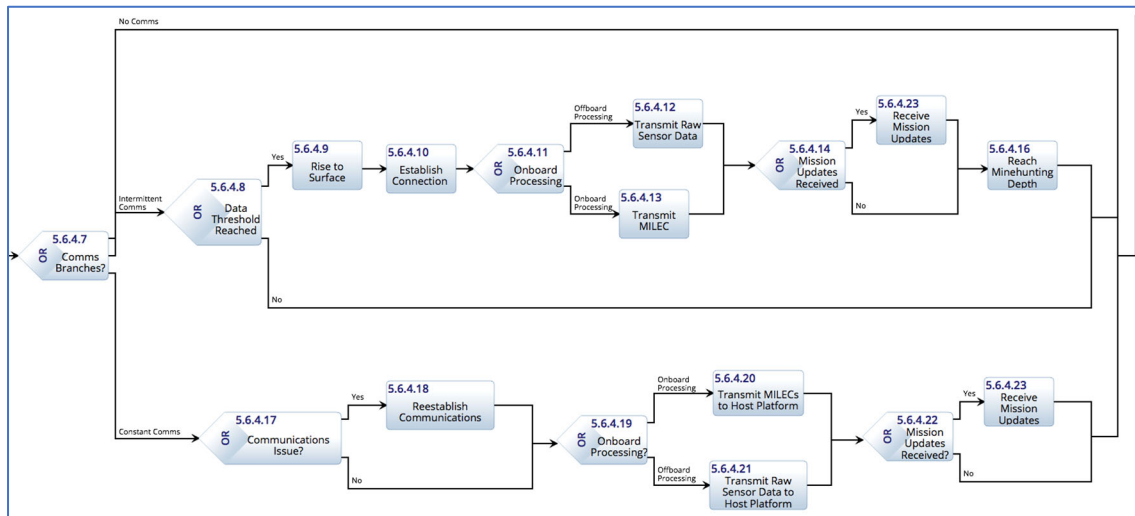 No Comms
5.6.4.7
OR
Comms
Branches?
Intermittent
Comms
5.6.4.8
OR
Data
Threshold
Reached
Yes
5.6.4.9
Rise to
Surface
5.6.4.10
Establish
Connection
5.6.4.11
OR
Onboard
Processing
Offboard
Processing
5.6.4.12
Transmit Raw
Sensor Data
Onboard
Processing
5.6.4.13
Transmit
MILEC
5.6.4.14
OR
Mission
Updates
Received
Yes
5.6.4.23
Receive
Mission
Updates
No
5.6.4.16
Reach
Minehunting
Depth
No
Constant Comms
5.6.4.17
OR
Communications
Issue?
Yes
5.6.4.18
Reestablish
Communications
No
5.6.4.19
OR
Onboard
Processing?
Onboard
Processing
5.6.4.20
Transmit MILECs
to Host Platform
Offboard
Processing
5.6.4.21
Transmit Raw
Sensor Data to
Host Platform
5.6.4.22
OR
Mission
Updates
Received?
Yes
5.6.4.23
Receive
Mission
Updates
No